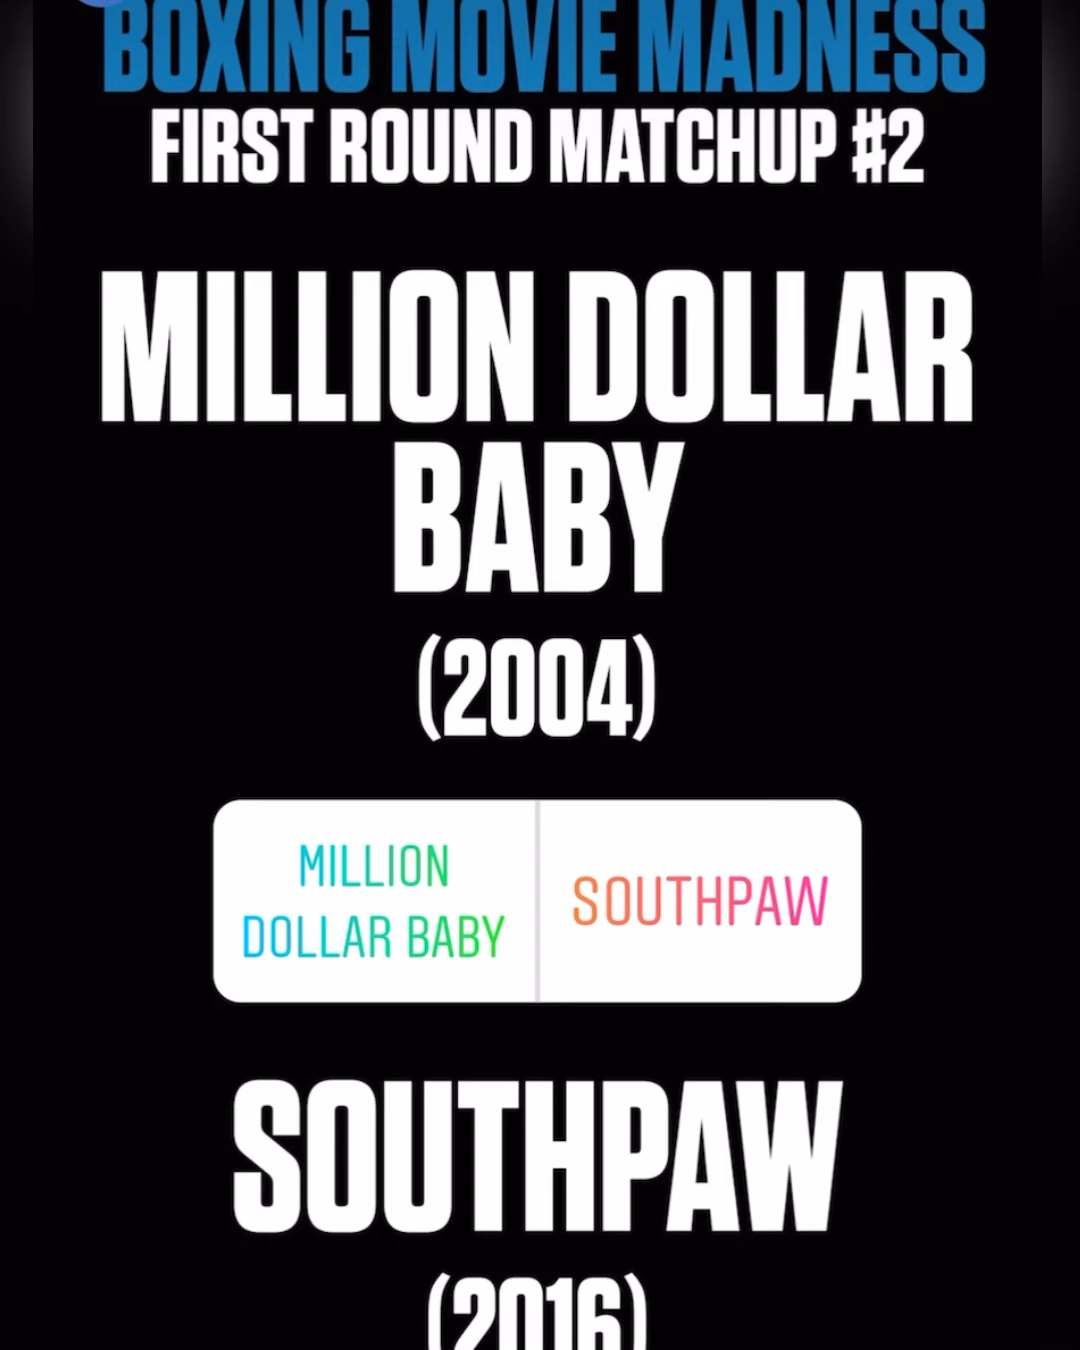 BOXING MOVIE MADNESS
FIRST ROUND MATCHUP #2
MILLION DOLLAR
BABY
(2004)
MILLION
DOLLAR BABY
SOUTHPAW
SOUTHPAW
(2016)